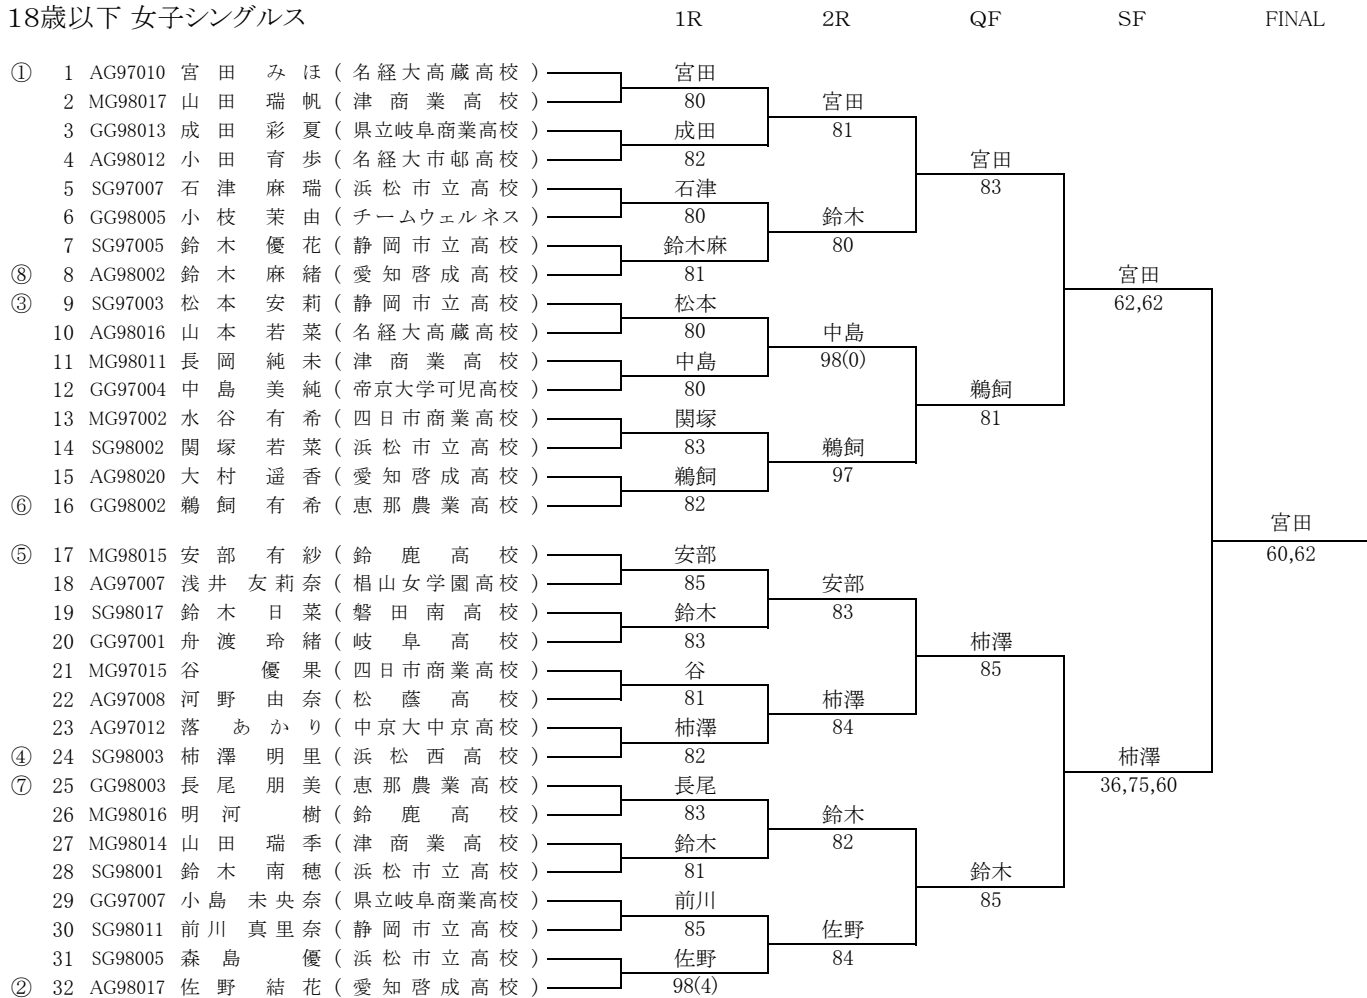 18歳以下 女子シングルス 1R 2R QF SF FINAL
① 1 AG97010 宮田 みほ ( 名経大高蔵高校 ) 宮田
2 MG98017 山田 瑞帆 ( 津商業高校 ) 80 宮田
3 GG98013 成田 彩夏 ( 県立岐阜商業高校 ) 成田 81
4 AG98012 小田 育歩 ( 名経大市邨高校 ) 82 宮田
5 SG97007 石津 麻瑞 ( 浜松市立高校 ) 石津 83
6 GG98005 小枝 茉由 ( チームウェルネス ) 80 鈴木
7 SG97005 鈴木 優花 ( 静岡市立高校 ) 鈴木麻 80
⑧ 8 AG98002 鈴木 麻緒 ( 愛知啓成高校 ) 81 宮田
③ 9 SG97003 松本 安莉 ( 静岡市立高校 ) 松本 62,62
10 AG98016 山本 若菜 ( 名経大高蔵高校 ) 80 中島
11 MG98011 長岡 純未 ( 津商業高校 ) 中島 98(0)
12 GG97004 中島 美純 ( 帝京大学可児高校 ) 80 鵜飼
13 MG97002 水谷 有希 ( 四日市商業高校 ) 関塚 81
14 SG98002 関塚 若菜 ( 浜松市立高校 ) 83 鵜飼
15 AG98020 大村 遥香 ( 愛知啓成高校 ) 鵜飼 97
⑥ 16 GG98002 鵜飼 有希 ( 恵那農業高校 ) 82
宮田
⑤ 17 MG98015 安部 有紗 ( 鈴鹿高校 ) 安部 60,62
18 AG97007 浅井 友莉奈 ( 椙山女学園高校 ) 85 安部
19 SG98017 鈴木 日菜 ( 磐田南高校 ) 鈴木 83
20 GG97001 舟渡 玲緒 ( 岐阜高校 ) 83 柿澤
21 MG97015 谷 優果 ( 四日市商業高校 ) 谷 85
22 AG97008 河野 由奈 ( 松蔭高校 ) 81 柿澤
23 AG97012 落 あかり ( 中京大中京高校 ) 柿澤 84
④ 24 SG98003 柿澤 明里 ( 浜松西高校 ) 82 柿澤
⑦ 25 GG98003 長尾 朋美 ( 恵那農業高校 ) 長尾 36,75,60
26 MG98016 明河 樹 ( 鈴鹿高校 ) 83 鈴木
27 MG98014 山田 瑞季 ( 津商業高校 ) 鈴木 82
28 SG98001 鈴木 南穂 ( 浜松市立高校 ) 81 鈴木
29 GG97007 小島 未央奈 ( 県立岐阜商業高校 ) 前川 85
30 SG98011 前川 真里奈 ( 静岡市立高校 ) 85 佐野
31 SG98005 森島 優 ( 浜松市立高校 ) 佐野 84
② 32 AG98017 佐野 結花 ( 愛知啓成高校 ) 98(4)